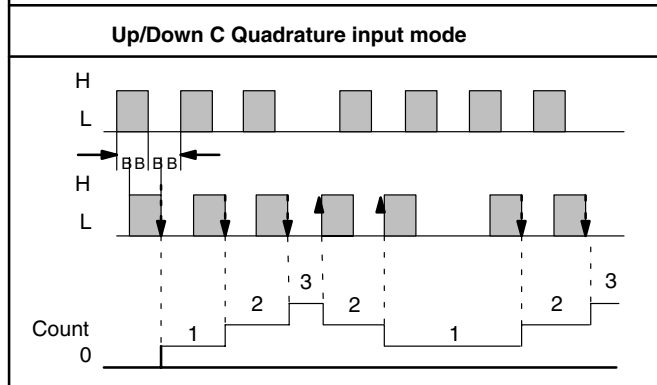 Up/Down C Quadrature input mode
H
L
B B B B
H
L
3 3
2 2 2
Count 1 1
0